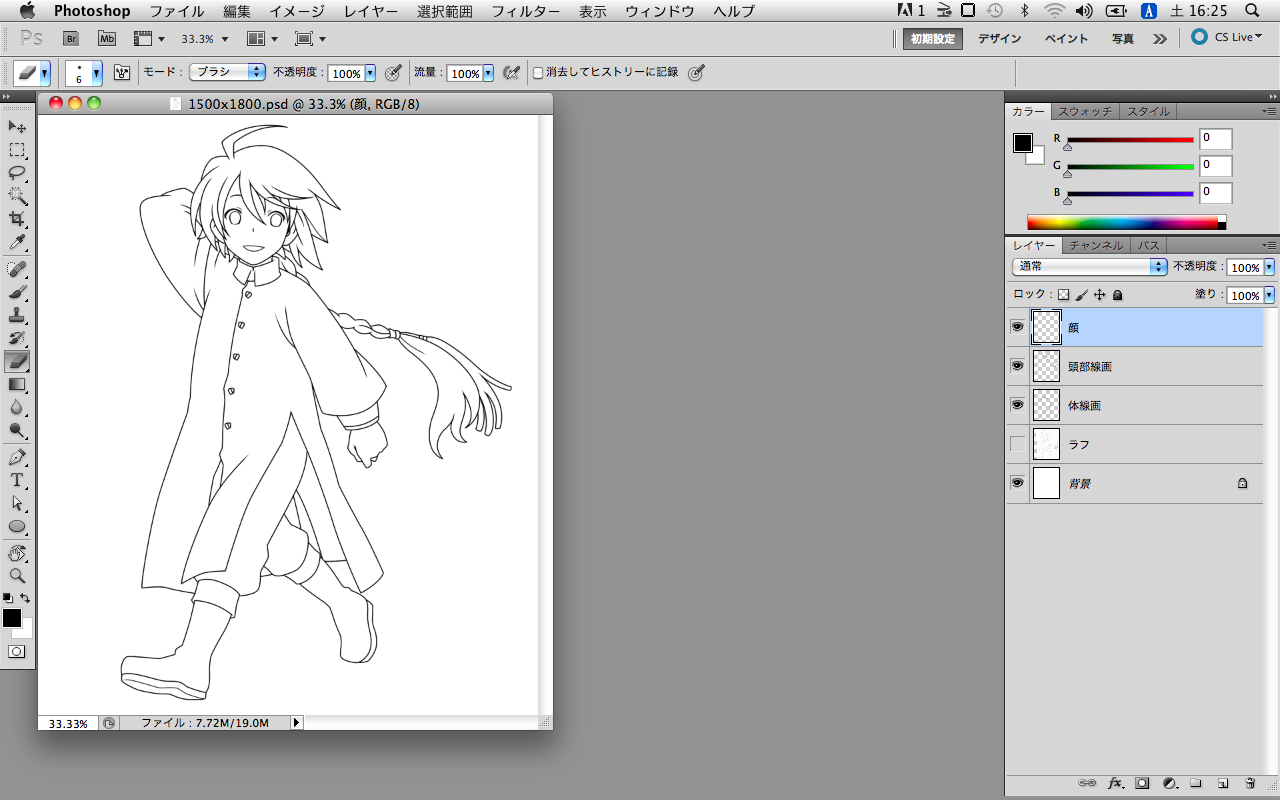 Photoshop ファイル 編集 イメージ レイヤー 選択範囲 フィルター 表示 ウィンドウ ヘルプ 1 A 土 16:25
Ps Br Mb 33.3% 初期設定 デザイン ペイント 写真 CS Live
6 モード : ブラシ 不透明度 : 100% 流量 : 100% 消去してヒストリーに記録
1500x1800.psd @ 33.3% (顔, RGB/8)
カラー スウォッチ スタイル
R 0
G 0
B 0
レイヤー チャンネル パス
通常 不透明度 : 100%
ロック : 塗り : 100%
顔
頭部線画
体線画
ラフ
背景
T
33.33% ファイル : 7.72M/19.0M
fx